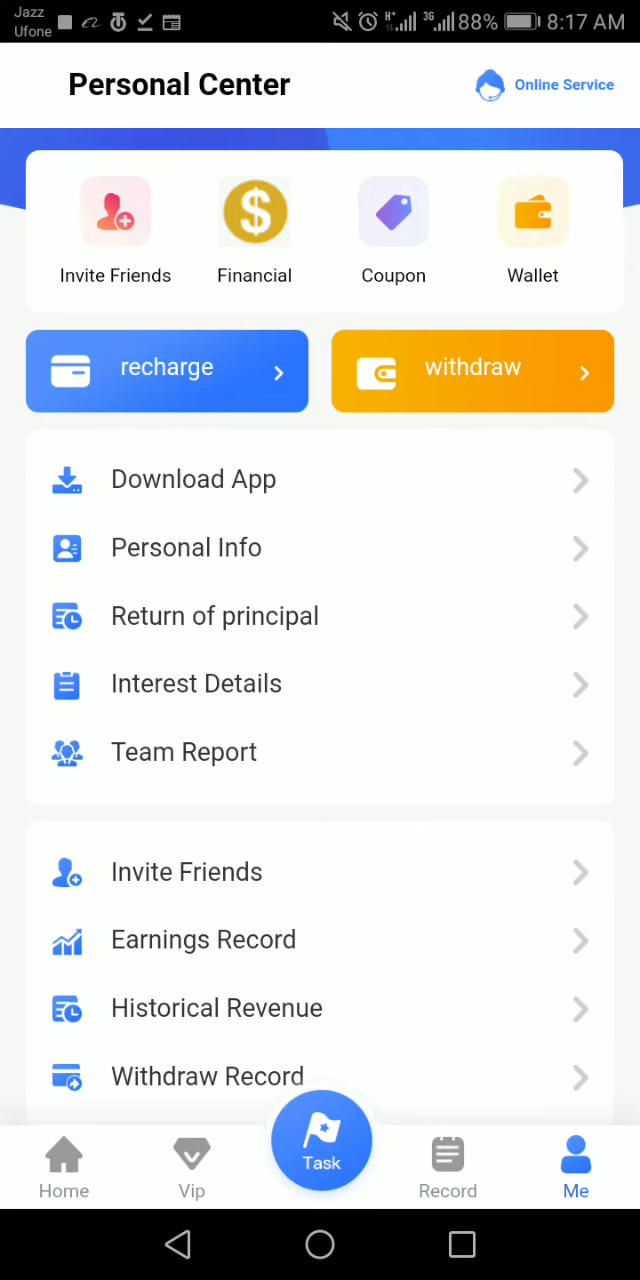 Jazz
Ufone
H+
3G
88%
8:17 AM
Personal Center
Online Service
Invite Friends
Financial
Coupon
Wallet
recharge
withdraw
Download App
Personal Info
Return of principal
Interest Details
Team Report
Invite Friends
Earnings Record
Historical Revenue
Withdraw Record
Home
Vip
Task
Record
Me